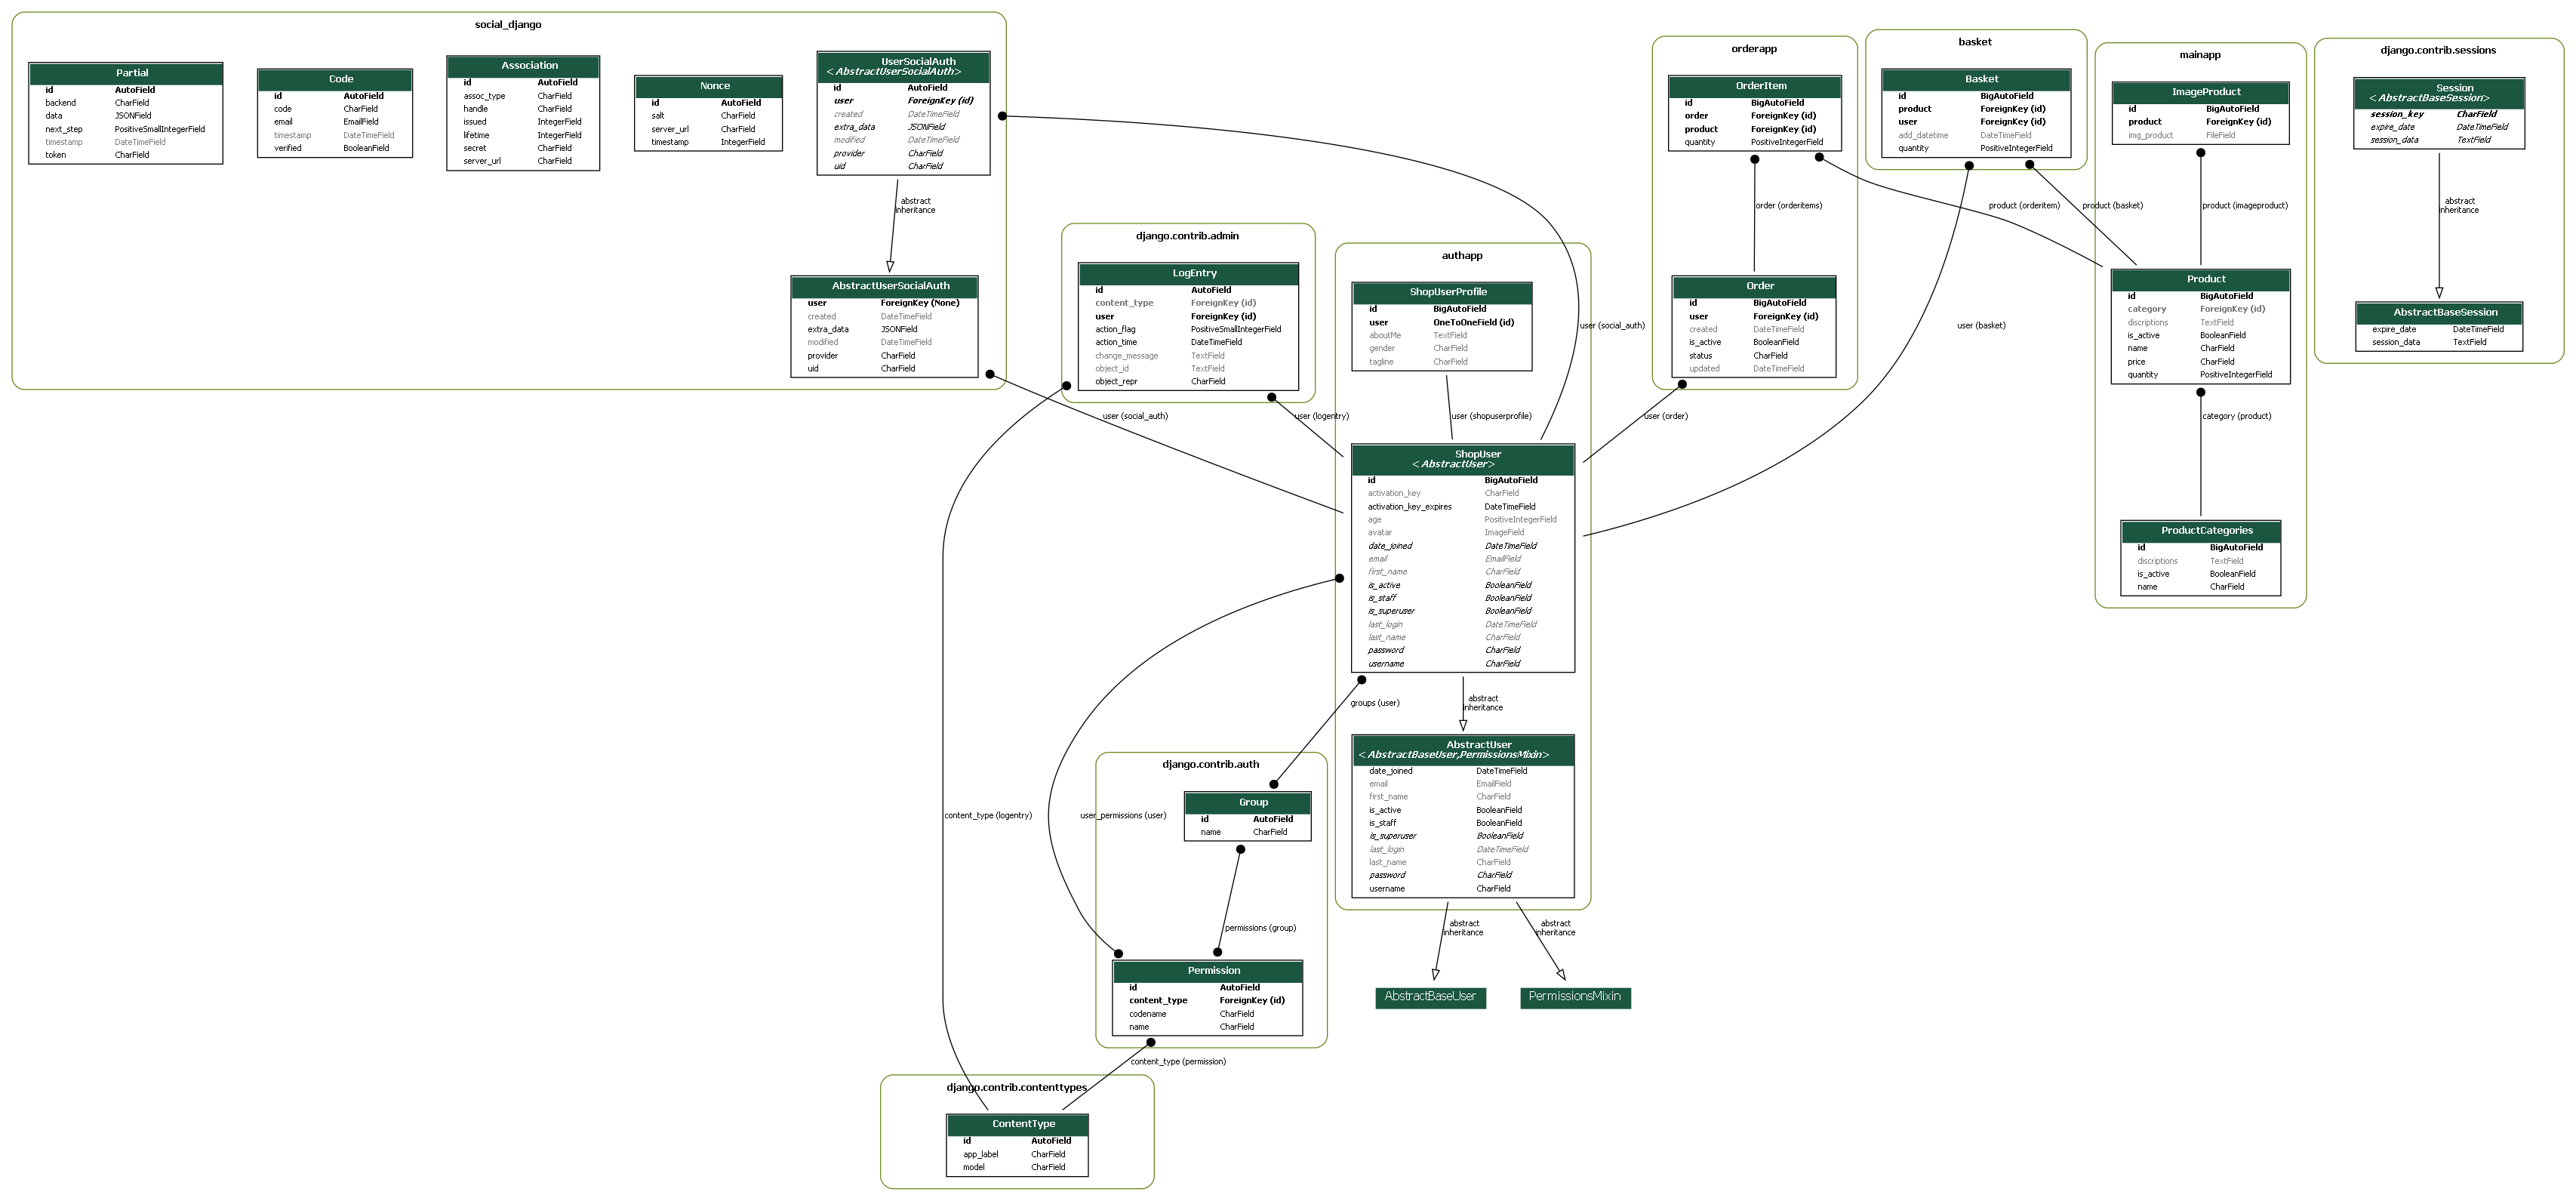 social_django
Partial
id AutoField
backend CharField
data JSONField
next_step PositiveSmallIntegerField
timestamp DateTimeField
token CharField
Code
id AutoField
code CharField
email EmailField
timestamp DateTimeField
verified BooleanField
Association
id AutoField
assoc_type CharField
handle CharField
issued IntegerField
lifetime IntegerField
secret CharField
server_url CharField
Nonce
id AutoField
salt CharField
server_url CharField
timestamp IntegerField
UserSocialAuth
<AbstractUserSocialAuth>
id AutoField
user ForeignKey (id)
created DateTimeField
extra_data JSONField
modified DateTimeField
provider CharField
uid CharField
abstract
inheritance
AbstractUserSocialAuth
user ForeignKey (None)
created DateTimeField
extra_data JSONField
modified DateTimeField
provider CharField
uid CharField
django.contrib.admin
LogEntry
id AutoField
content_type ForeignKey (id)
user ForeignKey (id)
action_flag PositiveSmallIntegerField
action_time DateTimeField
change_message TextField
object_id TextField
object_repr CharField
authapp
ShopUserProfile
id BigAutoField
user OneToOneField (id)
aboutMe TextField
gender CharField
tagline CharField
orderapp
OrderItem
id BigAutoField
order ForeignKey (id)
product ForeignKey (id)
quantity PositiveIntegerField
order (orderitems)
Order
id BigAutoField
user ForeignKey (id)
created DateTimeField
is_active BooleanField
status CharField
updated DateTimeField
basket
Basket
id BigAutoField
product ForeignKey (id)
user ForeignKey (id)
add_datetime DateTimeField
quantity PositiveIntegerField
mainapp
ImageProduct
id BigAutoField
product ForeignKey (id)
img_product FileField
product (orderitem)
product (basket)
product (imageproduct)
Product
id BigAutoField
category ForeignKey (id)
discriptions TextField
is_active BooleanField
name CharField
price CharField
quantity PositiveIntegerField
category (product)
ProductCategories
id BigAutoField
discriptions TextField
is_active BooleanField
name CharField
django.contrib.sessions
Session
<AbstractBaseSession>
session_key CharField
expire_date DateTimeField
session_data TextField
abstract
inheritance
AbstractBaseSession
expire_date DateTimeField
session_data TextField
user (social_auth)
user (basket)
user (social_auth)
user (logentry)
user (shopuserprofile)
user (order)
ShopUser
<AbstractUser>
id BigAutoField
activation_key CharField
activation_key_expires DateTimeField
age PositiveIntegerField
avatar ImageField
date_joined DateTimeField
email EmailField
first_name CharField
is_active BooleanField
is_staff BooleanField
is_superuser BooleanField
last_login DateTimeField
last_name CharField
password CharField
username CharField
groups (user)
abstract
inheritance
AbstractUser
<AbstractBaseUser,PermissionsMixin>
date_joined DateTimeField
email EmailField
first_name CharField
is_active BooleanField
is_staff BooleanField
is_superuser BooleanField
last_login DateTimeField
last_name CharField
password CharField
username CharField
abstract
inheritance
abstract
inheritance
AbstractBaseUser
PermissionsMixin
content_type (logentry)
user_permissions (user)
django.contrib.auth
Group
id AutoField
name CharField
permissions (group)
Permission
id AutoField
content_type ForeignKey (id)
codename CharField
name CharField
content_type (permission)
django.contrib.contenttypes
ContentType
id AutoField
app_label CharField
model CharField